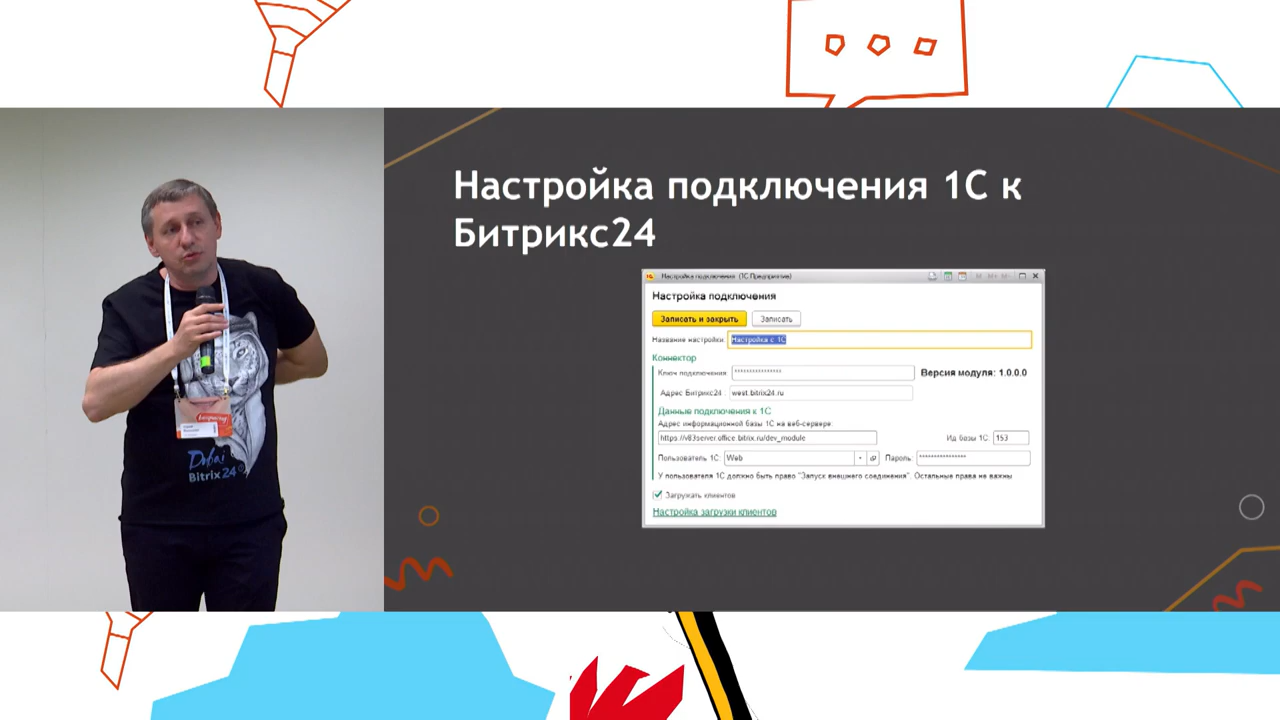 Настройка подключения 1С к
Битрикс24
Настройка подключения (1С:Предприятие)
Настройка подключения
Записать и закрыть
Записать
Название настройки:
Настройка с 1С
Коннектор
Ключ подключения
***************
Версия модуля: 1.0.0.0
Адрес Битрикс24 :
west.bitrix24.ru
Данные подключения к 1С
Адрес информационной базы 1С на веб-сервере:
https://v83server.office.bitrix.ru/dev_module
Ид базы 1С:
153
Пользователь 1С:
Web
Пароль:
***************
У пользователя 1С должно быть право "Запуск внешнего соединения". Остальные права не важны
Загружать клиентов
Настройка загрузки клиентов
Dubai
Bitrix24